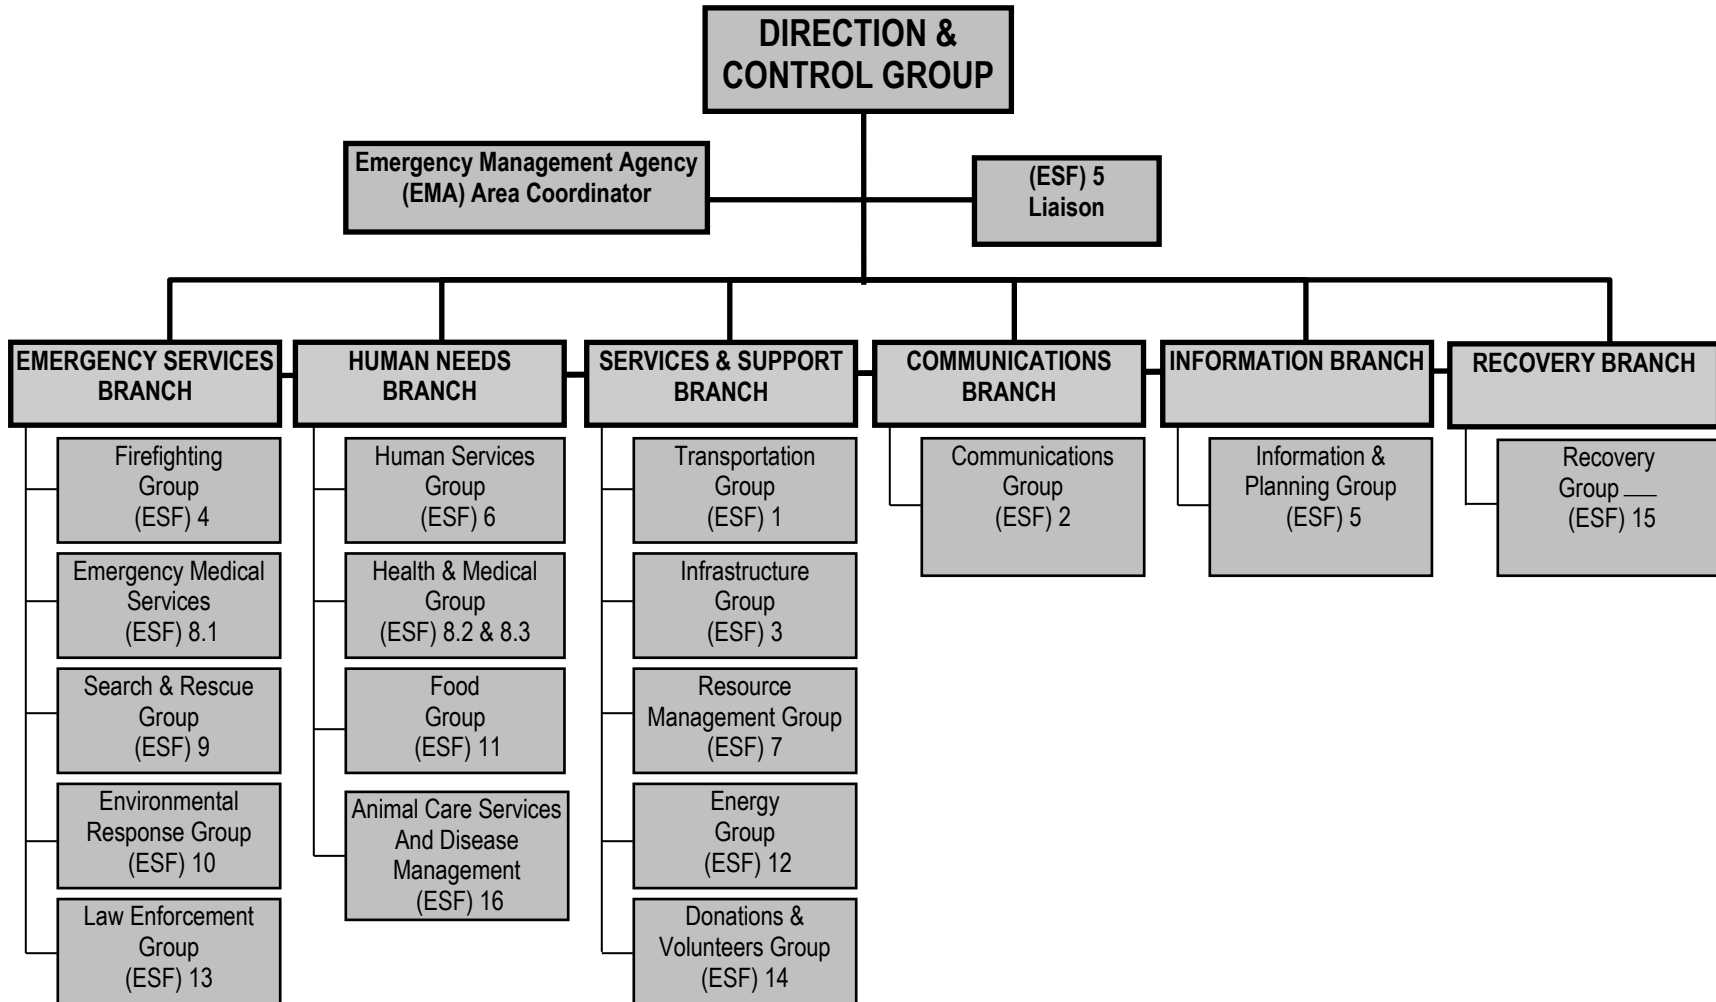 DIRECTION &
CONTROL GROUP
Emergency Management Agency
(EMA) Area Coordinator
(ESF) 5
Liaison
EMERGENCY SERVICES
BRANCH
HUMAN NEEDS
BRANCH
SERVICES & SUPPORT
BRANCH
COMMUNICATIONS
BRANCH
INFORMATION BRANCH
RECOVERY BRANCH
Firefighting
Group
(ESF) 4
Emergency Medical
Services
(ESF) 8.1
Search & Rescue
Group
(ESF) 9
Environmental
Response Group
(ESF) 10
Law Enforcement
Group
(ESF) 13
Human Services
Group
(ESF) 6
Health & Medical
Group
(ESF) 8.2 & 8.3
Food
Group
(ESF) 11
Animal Care Services
And Disease
Management
(ESF) 16
Transportation
Group
(ESF) 1
Infrastructure
Group
(ESF) 3
Resource
Management Group
(ESF) 7
Energy
Group
(ESF) 12
Donations &
Volunteers Group
(ESF) 14
Communications
Group
(ESF) 2
Information &
Planning Group
(ESF) 5
Recovery
Group ___
(ESF) 15